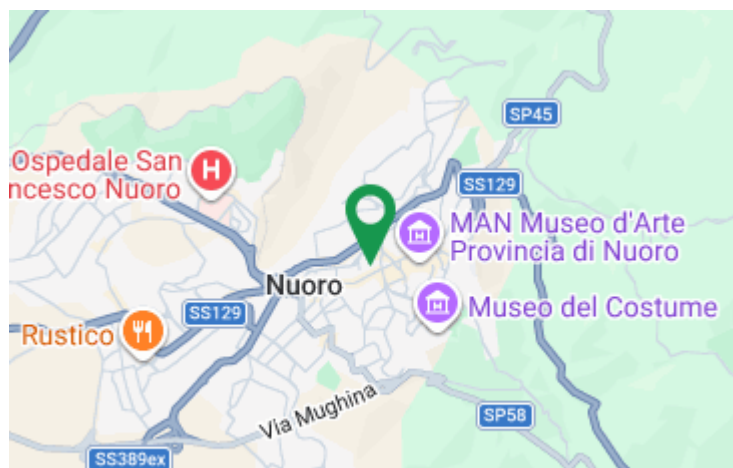 SP45
Ospedale San
ncesco Nuoro
H
SS129
MAN Museo d'Arte
Provincia di Nuoro
Nuoro
Museo del Costume
SS129
Rustico
Via Mughina
SP58
SS389ex